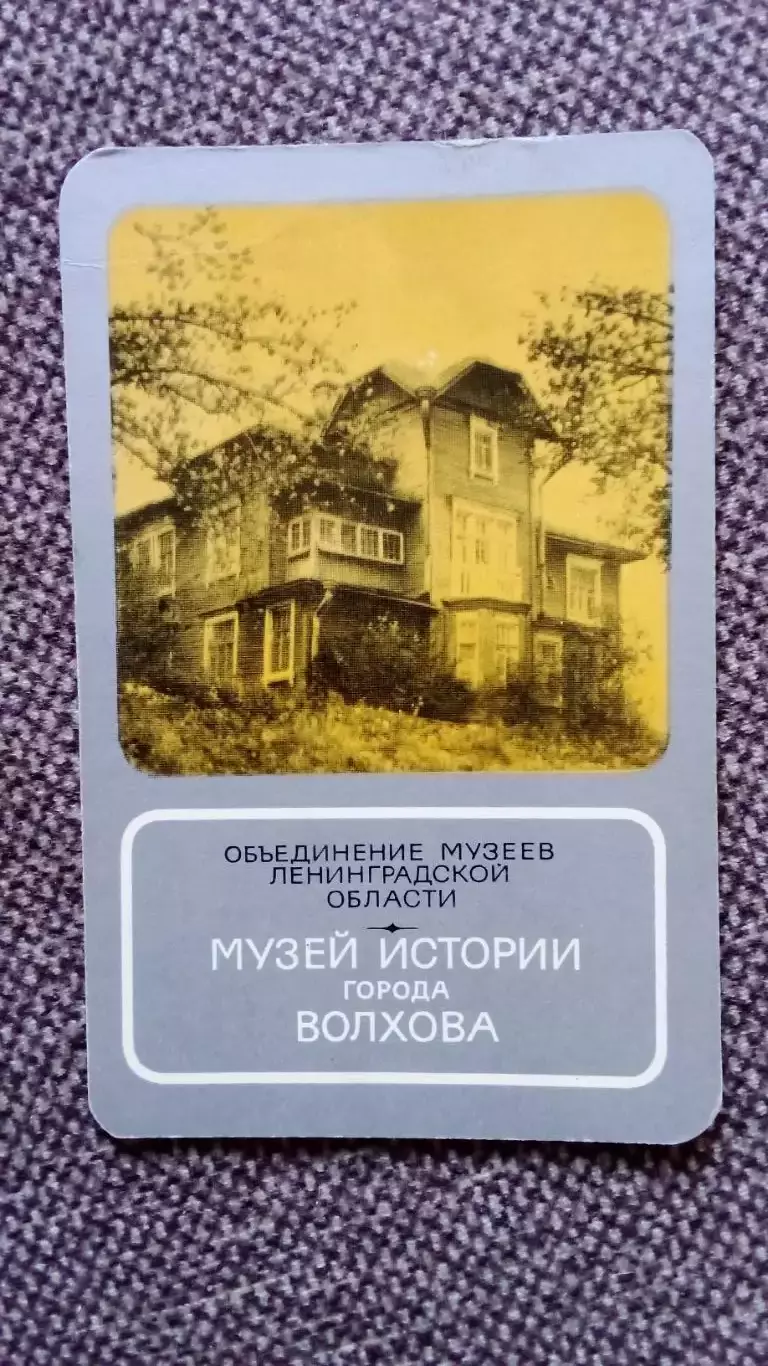 ОБЪЕДИНЕНИЕ МУЗЕЕВ
ЛЕНИНГРАДСКОЙ
ОБЛАСТИ
МУЗЕЙ ИСТОРИИ
ГОРОДА
ВОЛХОВА